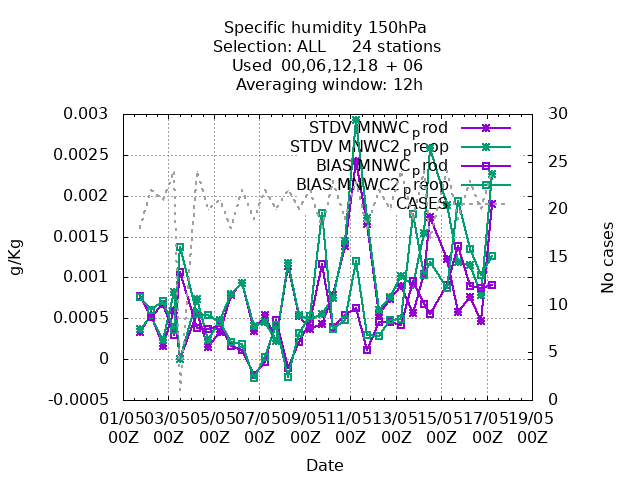 Specific humidity 150hPa
Selection: ALL 24 stations
Used 00,06,12,18 + 06
Averaging window: 12h
STDV MNWC_prod
STDV MNWC2_preop
BIAS MNWC_prod
BIAS MNWC2_preop
CASES
0.003
0.0025
0.002
0.0015
0.001
0.0005
0
-0.0005
g/Kg
30
25
20
15
10
5
0
No cases
01/05 03/05 05/05 07/05 09/05 11/05 13/05 15/05 17/05 19/05
00Z 00Z 00Z 00Z 00Z 00Z 00Z 00Z 00Z 00Z
Date